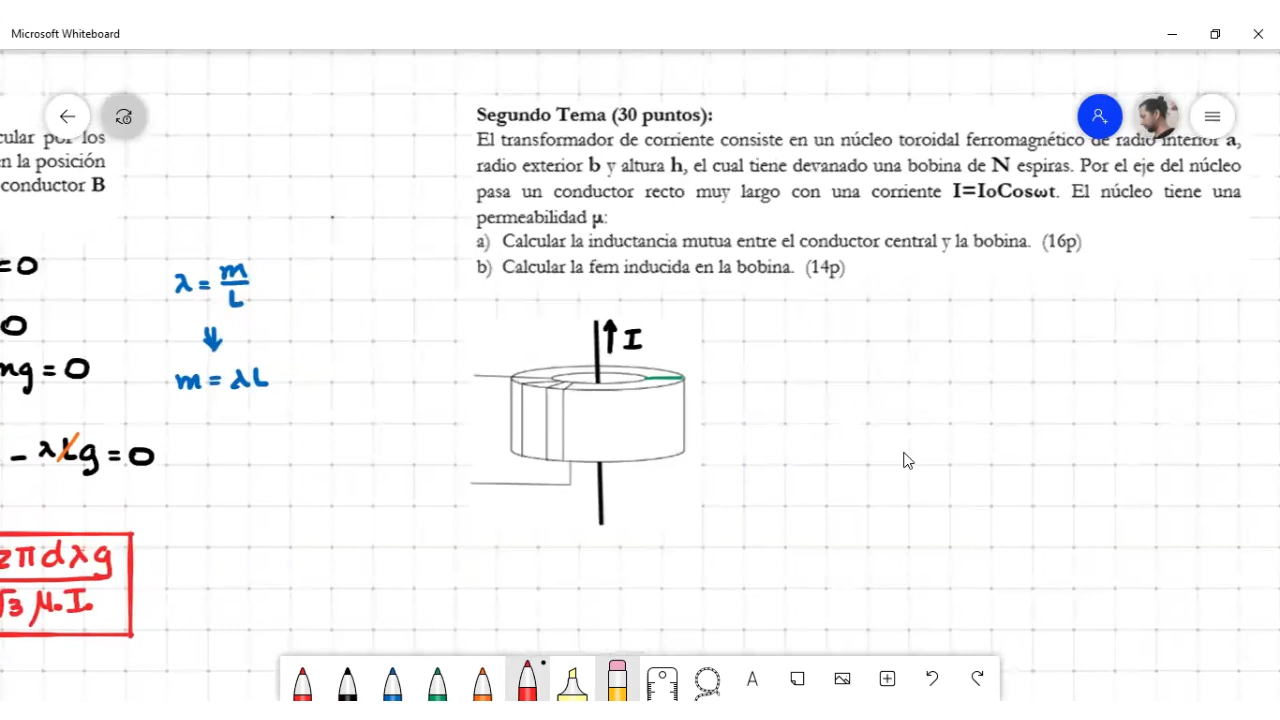 Microsoft Whiteboard
cular por los
en la posición
conductor B
=0
0
mg = 0
- λLg = 0
2πdλg
√3 μ₀I₀
λ = m/L
m = λL
Segundo Tema (30 puntos):
El transformador de corriente consiste en un núcleo toroidal ferromagnético de radio interior a,
radio exterior b y altura h, el cual tiene devanado una bobina de N espiras. Por el eje del núcleo
pasa un conductor recto muy largo con una corriente I=IoCosωt. El núcleo tiene una
permeabilidad μ:
a) Calcular la inductancia mutua entre el conductor central y la bobina. (16p)
b) Calcular la fem inducida en la bobina. (14p)
I
A